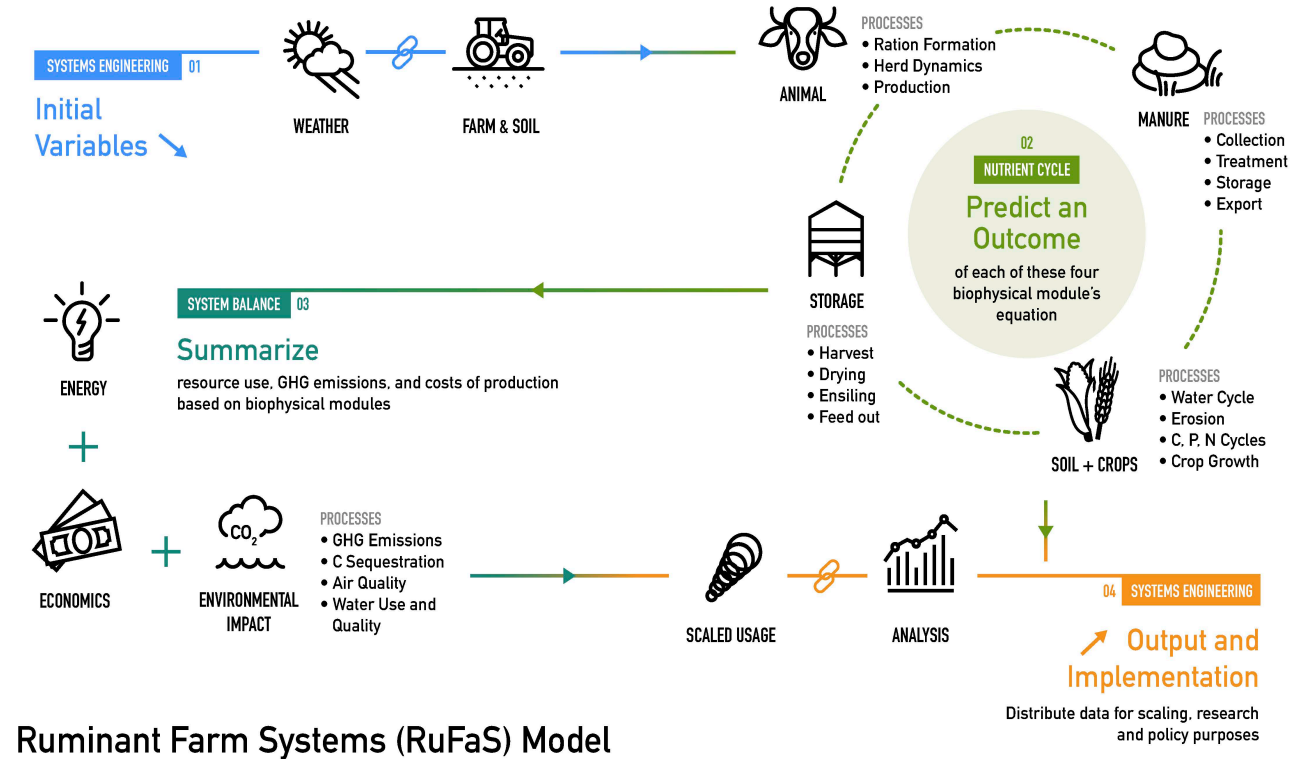 SYSTEMS ENGINEERING 01
Initial
Variables
WEATHER
FARM & SOIL
ANIMAL
PROCESSES
• Ration Formation
• Herd Dynamics
• Production
MANURE
PROCESSES
• Collection
• Treatment
• Storage
• Export
02
NUTRIENT CYCLE
Predict an
Outcome
of each of these four
biophysical module's
equation
STORAGE
PROCESSES
• Harvest
• Drying
• Ensiling
• Feed out
SOIL + CROPS
PROCESSES
• Water Cycle
• Erosion
• C, P, N Cycles
• Crop Growth
SYSTEM BALANCE 03
Summarize
resource use, GHG emissions, and costs of production
based on biophysical modules
ENERGY
+
ECONOMICS
+
CO₂
ENVIRONMENTAL
IMPACT
PROCESSES
• GHG Emissions
• C Sequestration
• Air Quality
• Water Use and
Quality
SCALED USAGE
ANALYSIS
04 SYSTEMS ENGINEERING
Output and
Implementation
Distribute data for scaling, research
and policy purposes
Ruminant Farm Systems (RuFaS) Model